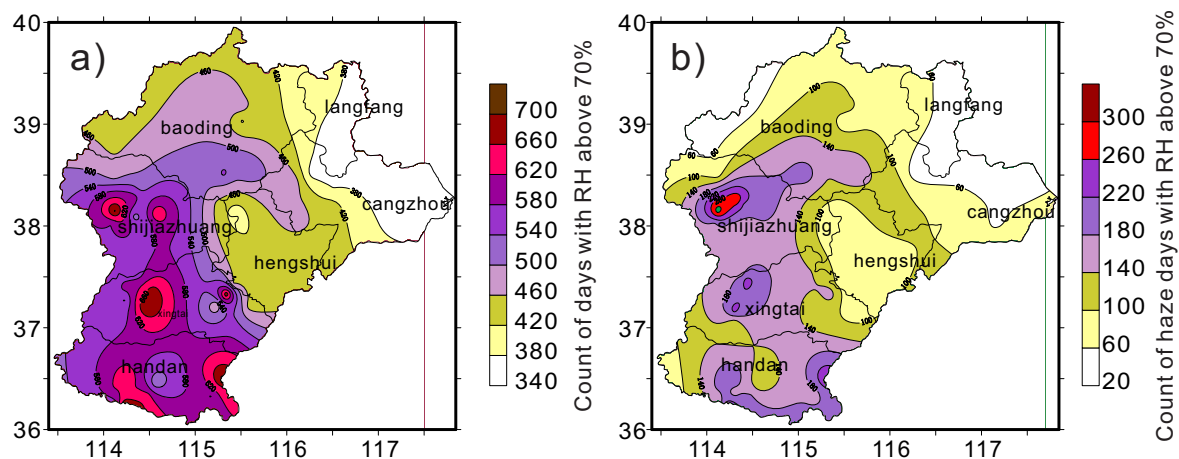 a)
40
39
38
37
36
114 115 116 117
langfang
baoding
cangzhou
shijiazhuang
hengshui
xingtai
handan
700
660
620
580
540
500
460
420
380
340
Count of days with RH above 70%
b)
40
39
38
37
36
114 115 116 117
langfang
baoding
cangzhou
shijiazhuang
hengshui
xingtai
handan
300
260
220
180
140
100
60
20
Count of haze days with RH above 70%